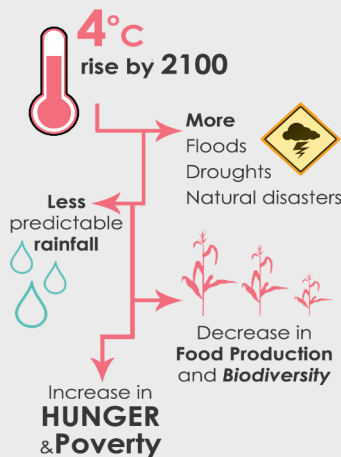 4°C
rise by 2100
More
Floods
Droughts
Natural disasters
Less
predictable
rainfall
Decrease in
Food Production
and Biodiversity
Increase in
HUNGER
& Poverty